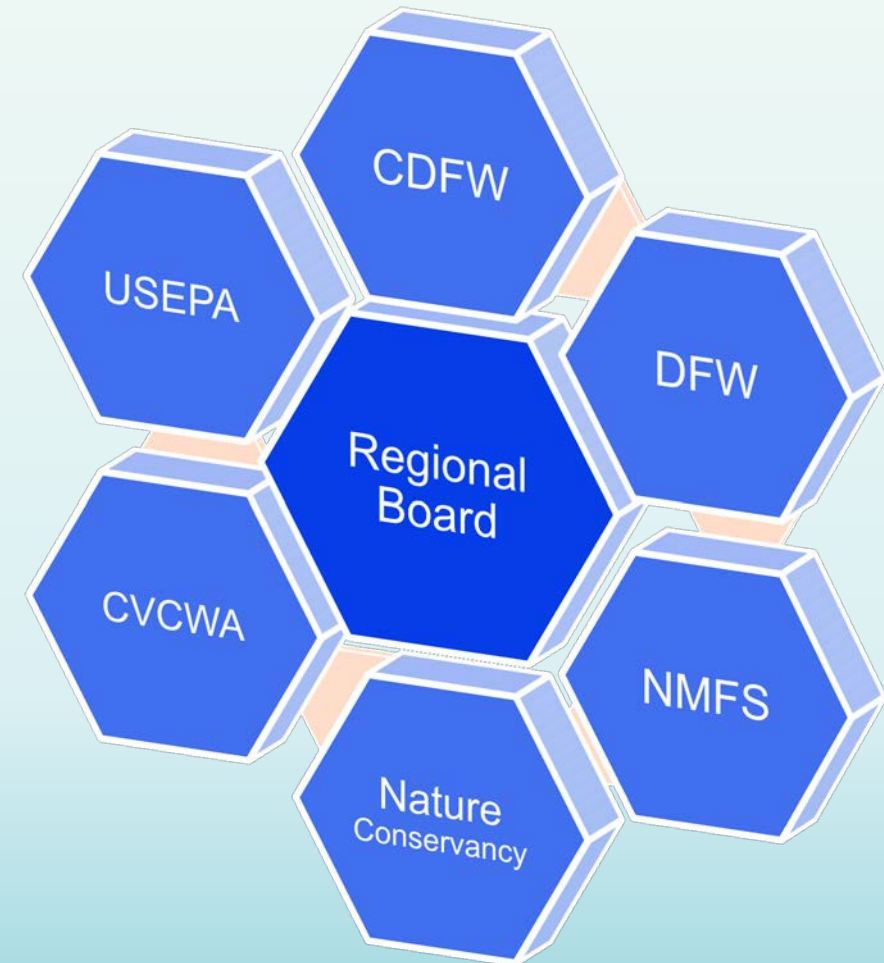 CDFW
USEPA
DFW
Regional
Board
CVCWA
NMFS
Nature
Conservancy